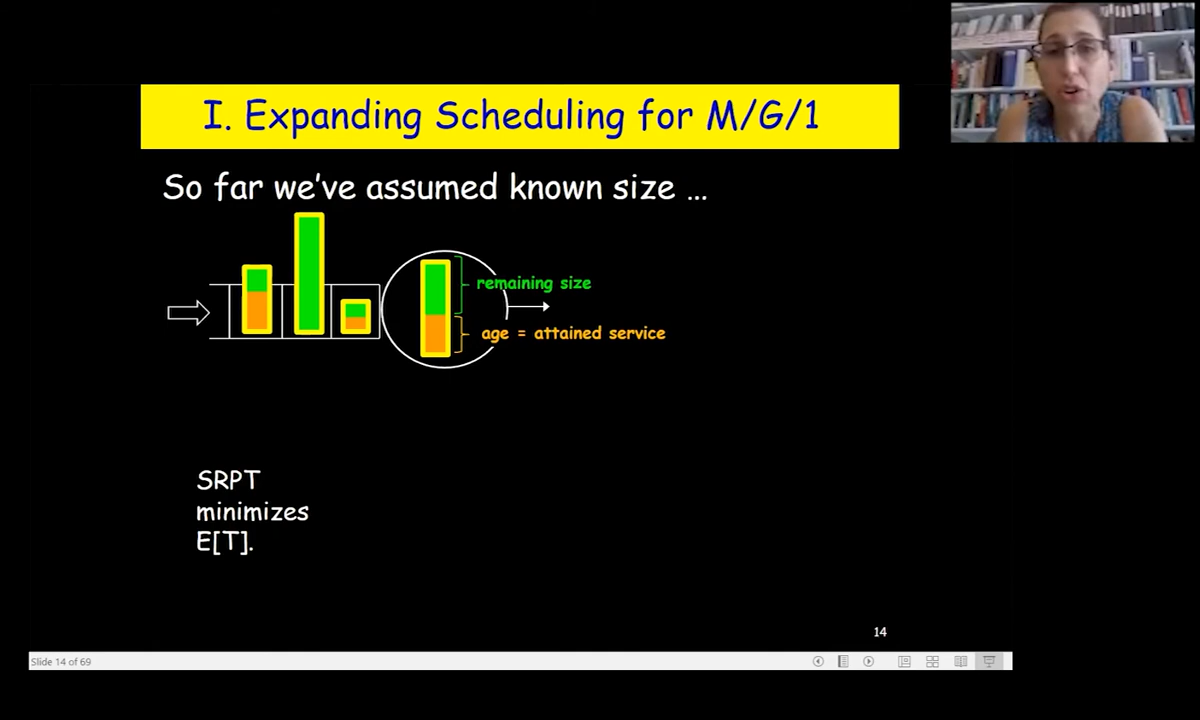 I. Expanding Scheduling for M/G/1
So far we've assumed known size ...
remaining size
age = attained service
SRPT
minimizes
E[T].
14
Slide 14 of 69